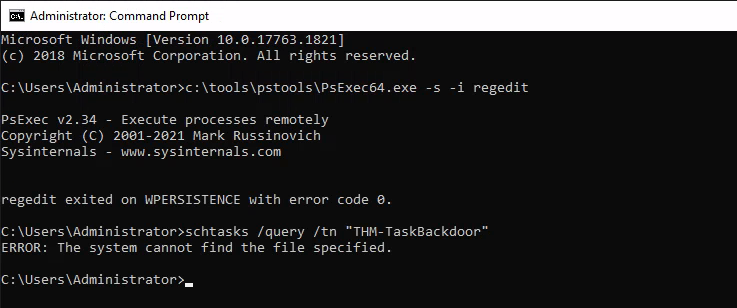 Administrator: Command Prompt
Microsoft Windows [Version 10.0.17763.1821]
(c) 2018 Microsoft Corporation. All rights reserved.
C:\Users\Administrator>c:\tools\pstools\PsExec64.exe -s -i regedit
PsExec v2.34 - Execute processes remotely
Copyright (C) 2001-2021 Mark Russinovich
Sysinternals - www.sysinternals.com
regedit exited on WPERSISTENCE with error code 0.
C:\Users\Administrator>schtasks /query /tn "THM-TaskBackdoor"
ERROR: The system cannot find the file specified.
C:\Users\Administrator>